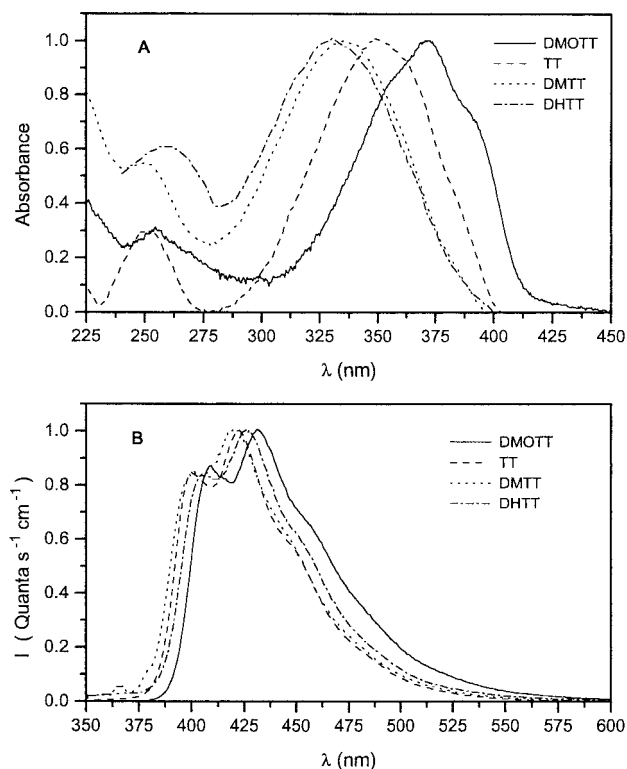 A
DMOTT
TT
DMTT
DHTT
1.0
0.8
0.6
0.4
0.2
0.0
Absorbance
225 250 275 300 325 350 375 400 425 450
λ (nm)
B
DMOTT
TT
DMTT
DHTT
1.0
0.8
0.6
0.4
0.2
0.0
I ( Quanta s⁻¹ cm⁻¹ )
350 375 400 425 450 475 500 525 550 575 600
λ (nm)